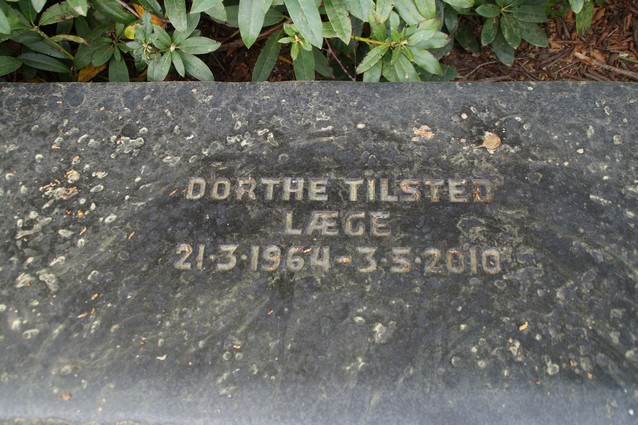 DORTHE TILSTED
LÆGE
21·3·1964 - 3·5·2010